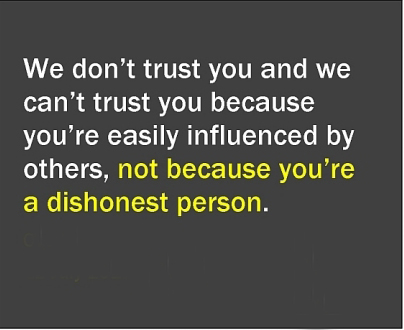 We don’t trust you and we
can’t trust you because
you’re easily influenced by
others, not because you’re
a dishonest person.